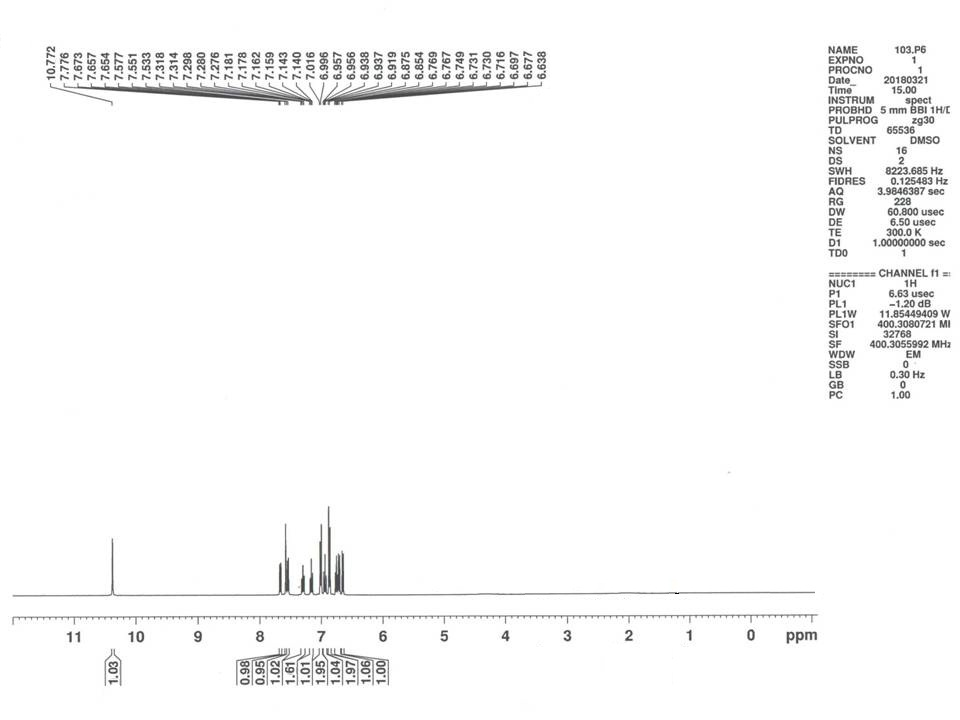 10.772
7.776
7.673
7.657
7.654
7.577
7.551
7.533
7.318
7.314
7.298
7.280
7.276
7.181
7.178
7.162
7.159
7.143
7.140
7.016
6.996
6.957
6.956
6.938
6.937
6.919
6.875
6.854
6.769
6.767
6.749
6.731
6.730
6.716
6.697
6.677
6.638
NAME 103.P6
EXPNO 1
PROCNO 1
Date_ 20180321
Time 15.00
INSTRUM spect
PROBHD 5 mm BBI 1H/
PULPROG zg30
TD 65536
SOLVENT DMSO
NS 16
DS 2
SWH 8223.685 Hz
FIDRES 0.125483 Hz
AQ 3.9846387 sec
RG 228
DW 60.800 usec
DE 6.50 usec
TE 300.0 K
D1 1.00000000 sec
TD0 1
======== CHANNEL f1 =
NUC1 1H
P1 6.63 usec
PL1 -1.20 dB
PL1W 11.85449409 W
SFO1 400.3080721
SI 32768
SF 400.3055992 MHz
WDW EM
SSB 0
LB 0.30 Hz
GB 0
PC 1.00
11 10 9 8 7 6 5 4 3 2 1 0 ppm
1.03
0.98
0.95
1.02
1.61
1.01
1.95
1.04
1.97
1.06
1.00